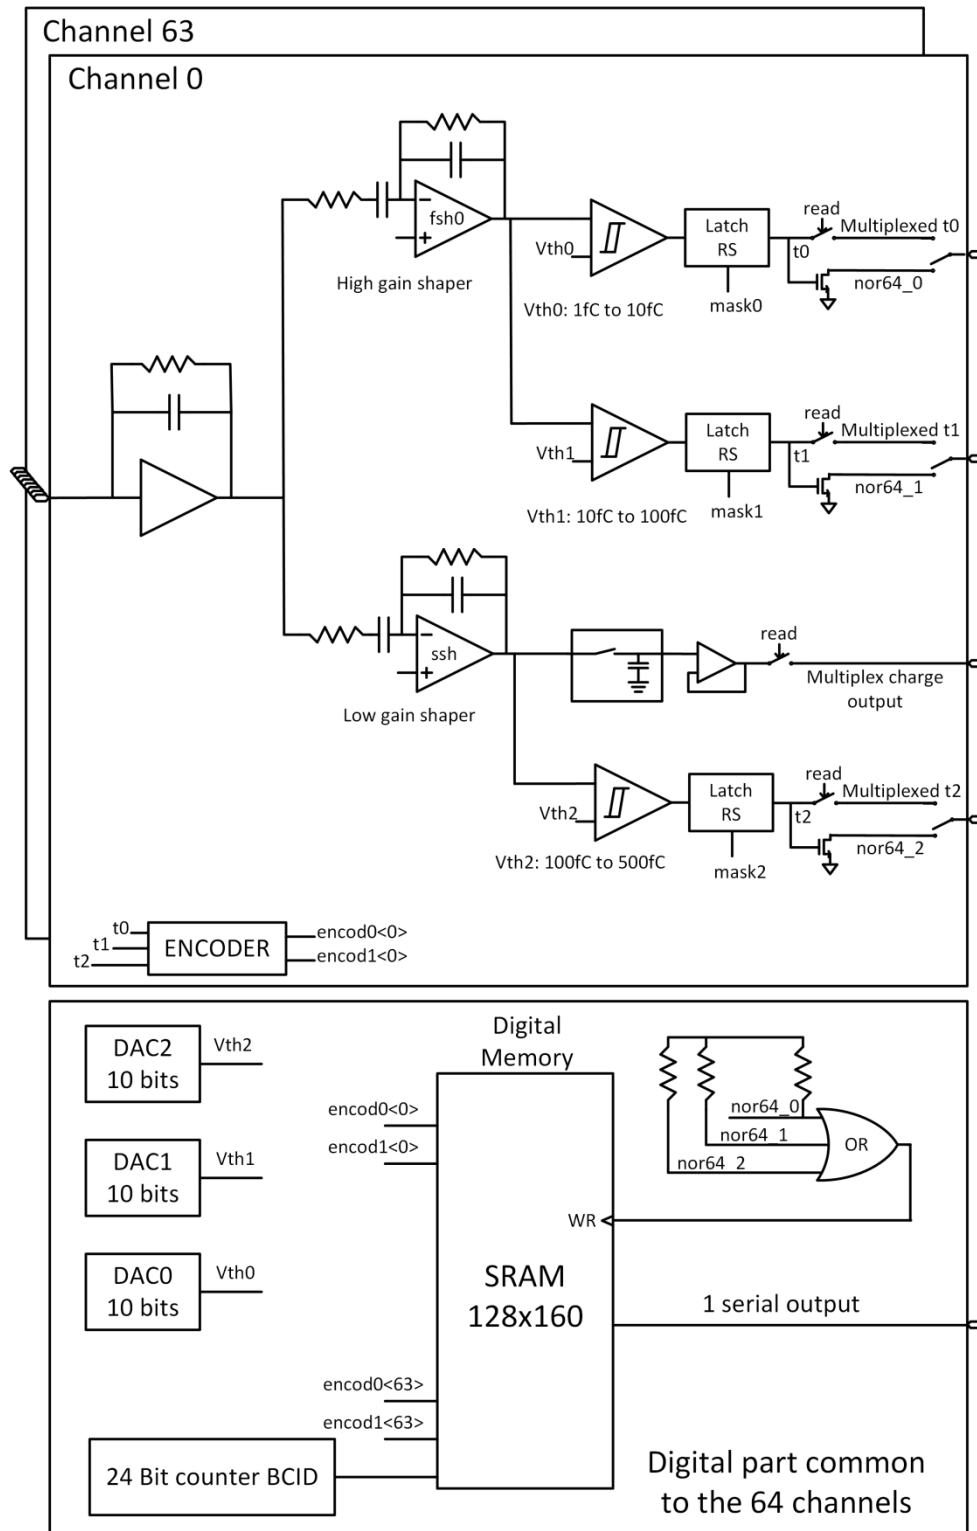 Channel 63
Channel 0
fsh0
High gain shaper
Vth0
Vth0: 1fC to 10fC
Latch
RS
mask0
read
t0
Multiplexed t0
nor64_0
Vth1
Vth1: 10fC to 100fC
Latch
RS
mask1
read
t1
Multiplexed t1
nor64_1
ssh
Low gain shaper
read
Multiplex charge
output
Vth2
Vth2: 100fC to 500fC
Latch
RS
mask2
read
t2
Multiplexed t2
nor64_2
t0
t1
t2
ENCODER
encod0<0>
encod1<0>
DAC2
10 bits
Vth2
DAC1
10 bits
Vth1
DAC0
10 bits
Vth0
Digital
Memory
encod0<0>
encod1<0>
WR
SRAM
128x160
encod0<63>
encod1<63>
24 Bit counter BCID
nor64_0
nor64_1
nor64_2
OR
1 serial output
Digital part common
to the 64 channels